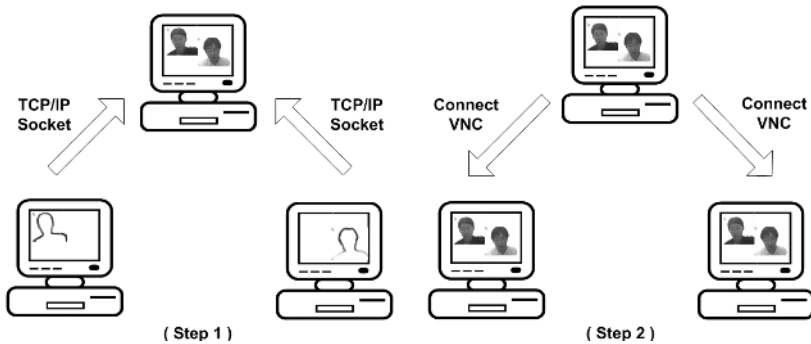 TCP/IP
Socket
TCP/IP
Socket
( Step 1 )
Connect
VNC
Connect
VNC
( Step 2 )